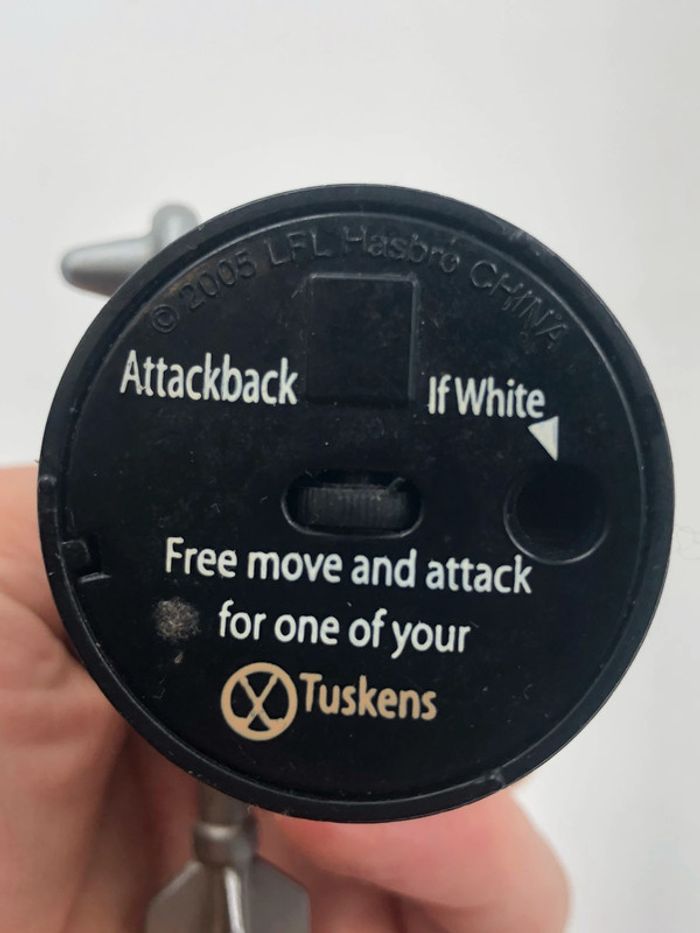 © 2005 LFL Hasbro CHINA
Attackback
If White
Free move and attack
for one of your
Tuskens